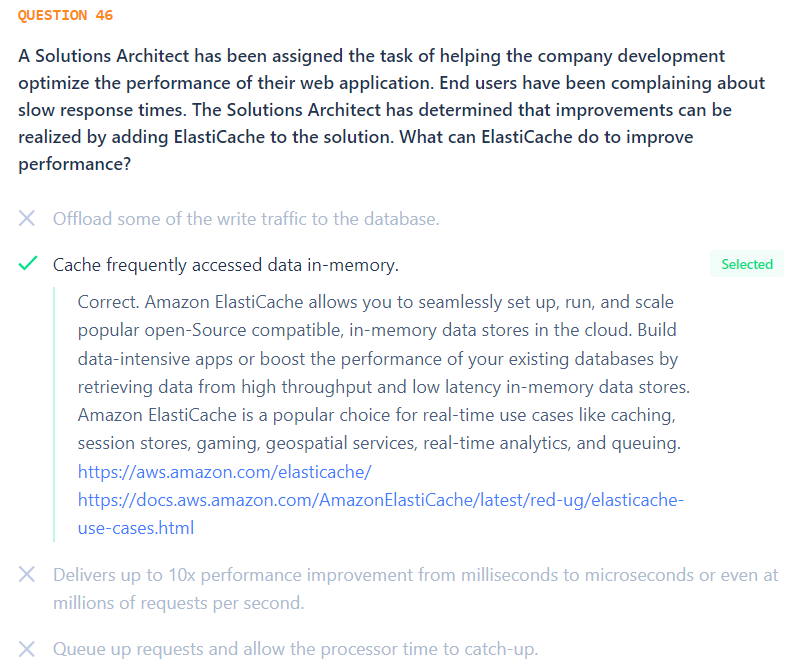 QUESTION 46
A Solutions Architect has been assigned the task of helping the company development
optimize the performance of their web application. End users have been complaining about
slow response times. The Solutions Architect has determined that improvements can be
realized by adding ElastiCache to the solution. What can ElastiCache do to improve
performance?
Offload some of the write traffic to the database.
Cache frequently accessed data in-memory.
Selected
Correct. Amazon ElastiCache allows you to seamlessly set up, run, and scale
popular open-Source compatible, in-memory data stores in the cloud. Build
data-intensive apps or boost the performance of your existing databases by
retrieving data from high throughput and low latency in-memory data stores.
Amazon ElastiCache is a popular choice for real-time use cases like caching,
session stores, gaming, geospatial services, real-time analytics, and queuing.
https://aws.amazon.com/elasticache/
https://docs.aws.amazon.com/AmazonElastiCache/latest/red-ug/elasticache-
use-cases.html
Delivers up to 10x performance improvement from milliseconds to microseconds or even at
millions of requests per second.
Queue up requests and allow the processor time to catch-up.